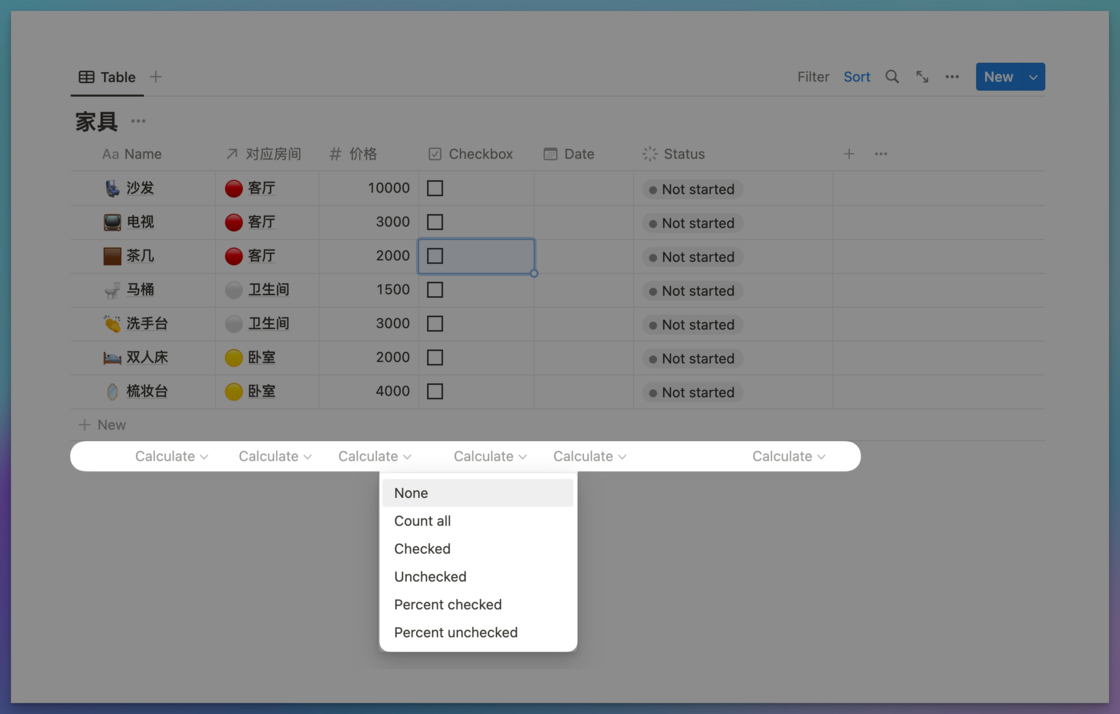 Table
Filter Sort New
家具
Aa Name 对应房间 # 价格 Checkbox Date Status
沙发 客厅 10000 Not started
电视 客厅 3000 Not started
茶几 客厅 2000 Not started
马桶 卫生间 1500 Not started
洗手台 卫生间 3000 Not started
双人床 卧室 2000 Not started
梳妆台 卧室 4000 Not started
+ New
Calculate Calculate Calculate Calculate Calculate Calculate
None
Count all
Checked
Unchecked
Percent checked
Percent unchecked